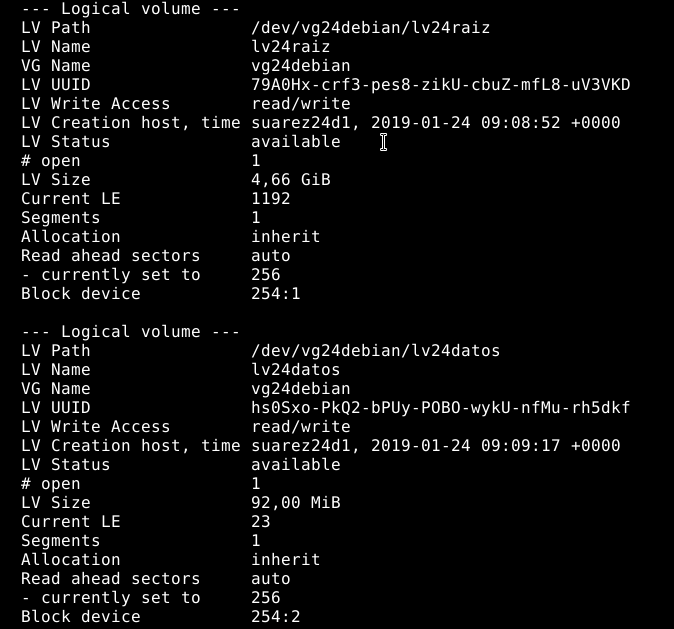 --- Logical volume ---
LV Path                /dev/vg24debian/lv24raiz
LV Name                lv24raiz
VG Name                vg24debian
LV UUID                79A0Hx-crf3-pes8-zikU-cbuZ-mfL8-uV3VKD
LV Write Access        read/write
LV Creation host, time suarez24d1, 2019-01-24 09:08:52 +0000
LV Status              available
# open                 1
LV Size                4,66 GiB
Current LE             1192
Segments               1
Allocation             inherit
Read ahead sectors     auto
- currently set to     256
Block device           254:1
--- Logical volume ---
LV Path                /dev/vg24debian/lv24datos
LV Name                lv24datos
VG Name                vg24debian
LV UUID                hs0Sxo-PkQ2-bPUy-POBO-wykU-nfMu-rh5dkf
LV Write Access        read/write
LV Creation host, time suarez24d1, 2019-01-24 09:09:17 +0000
LV Status              available
# open                 1
LV Size                92,00 MiB
Current LE             23
Segments               1
Allocation             inherit
Read ahead sectors     auto
- currently set to     256
Block device           254:2